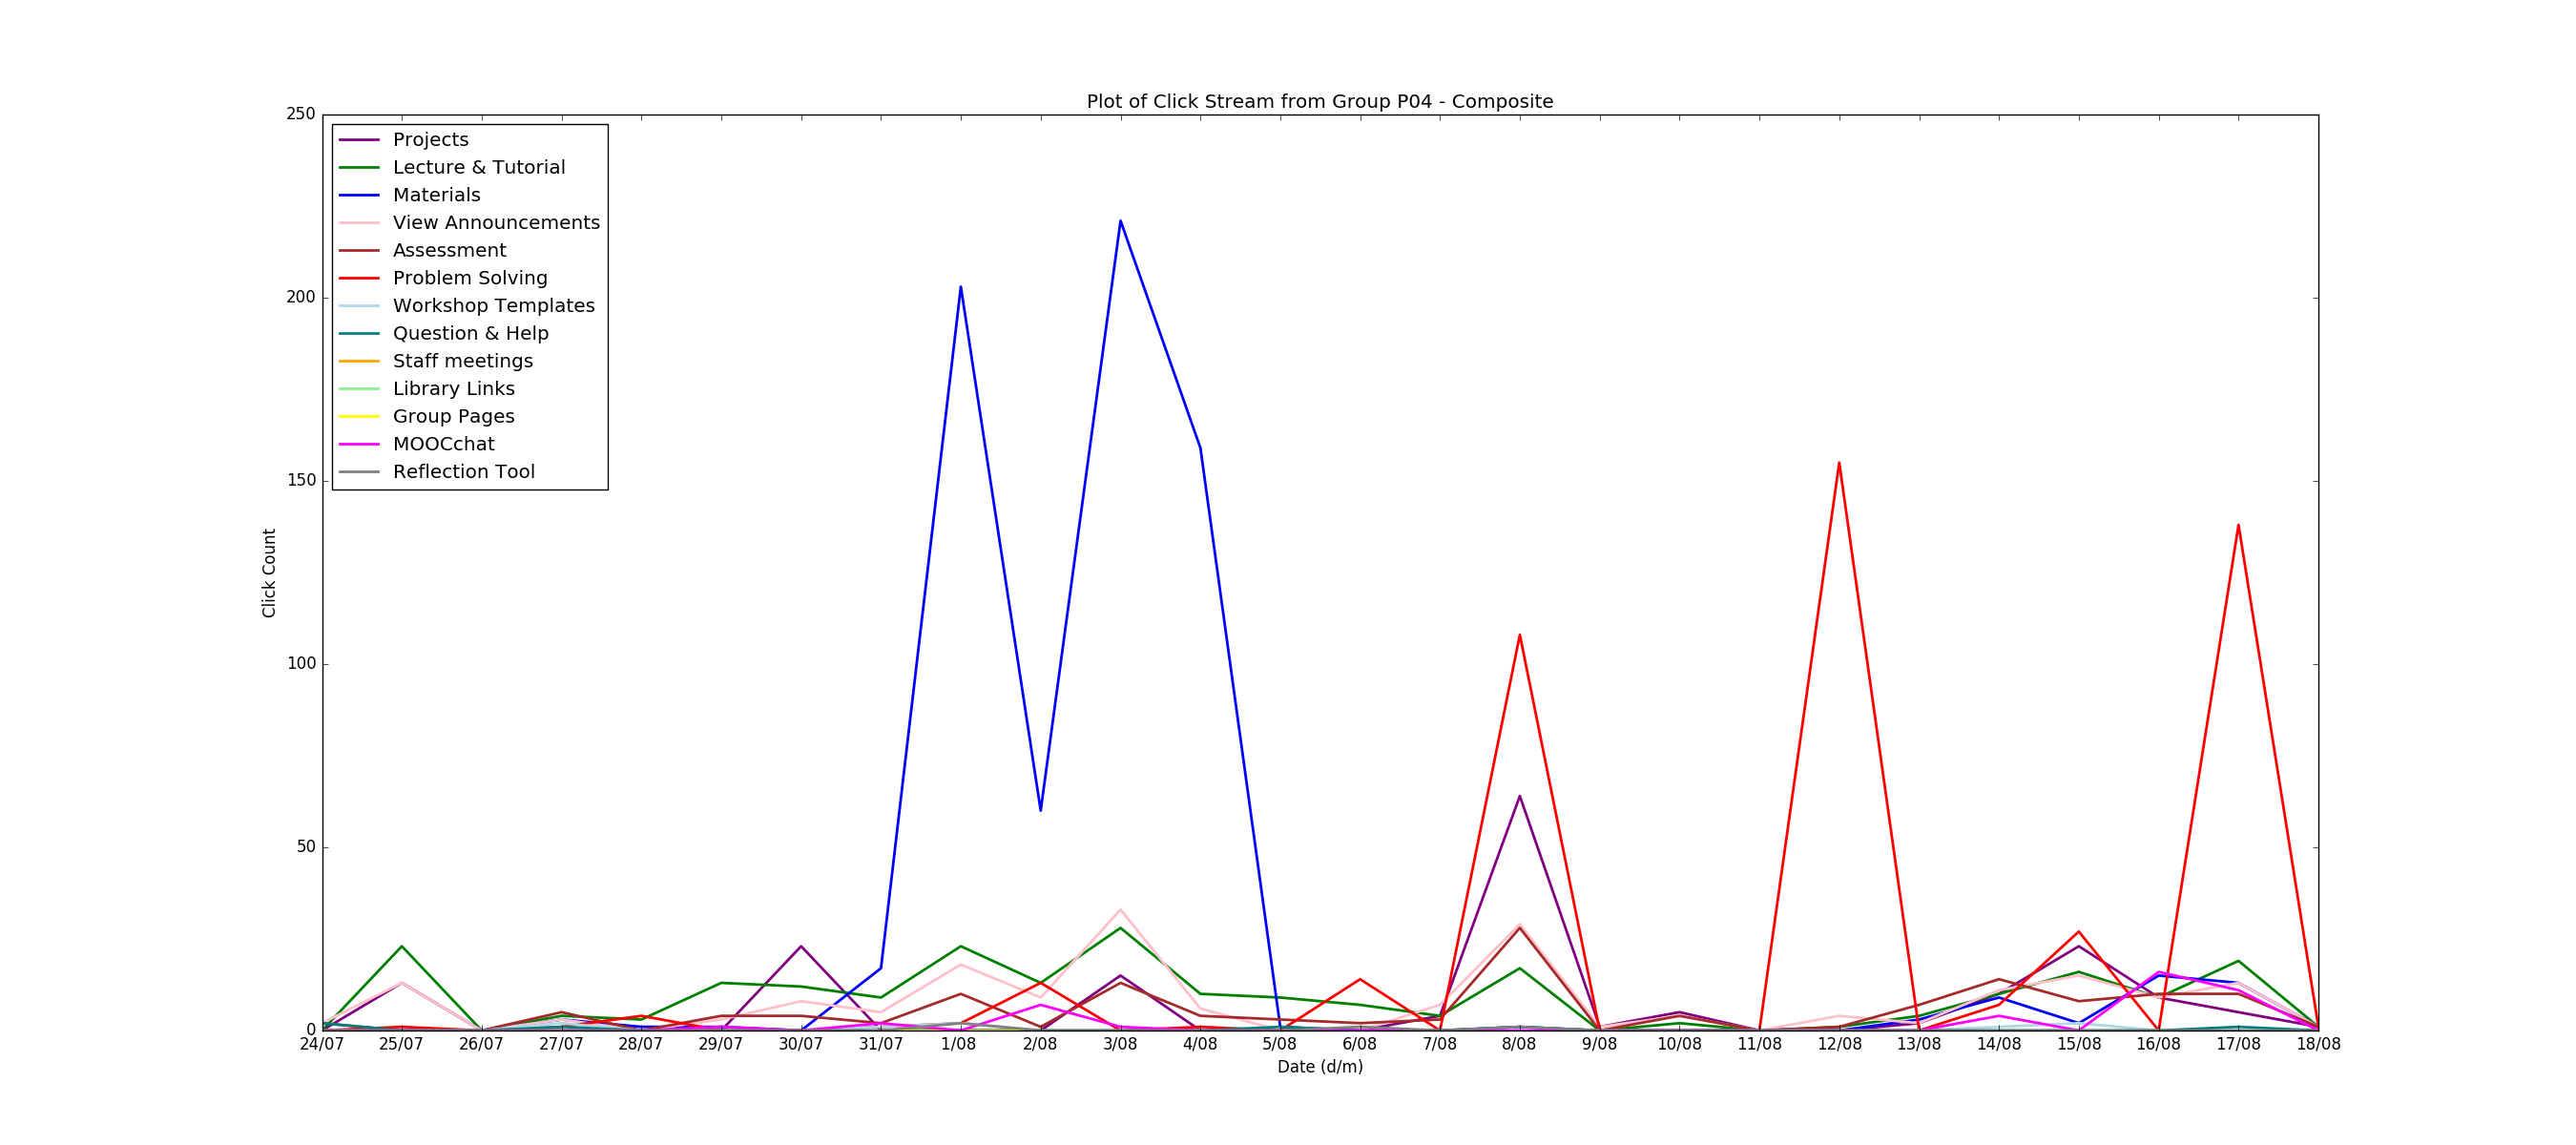 Plot of Click Stream from Group P04 - Composite
250
200
150
100
50
0
Click Count
Projects
Lecture & Tutorial
Materials
View Announcements
Assessment
Problem Solving
Workshop Templates
Question & Help
Staff meetings
Library Links
Group Pages
MOOCchat
Reflection Tool
24/07 25/07 26/07 27/07 28/07 29/07 30/07 31/07 1/08 2/08 3/08 4/08 5/08 6/08 7/08 8/08 9/08 10/08 11/08 12/08 13/08 14/08 15/08 16/08 17/08 18/08
Date (d/m)